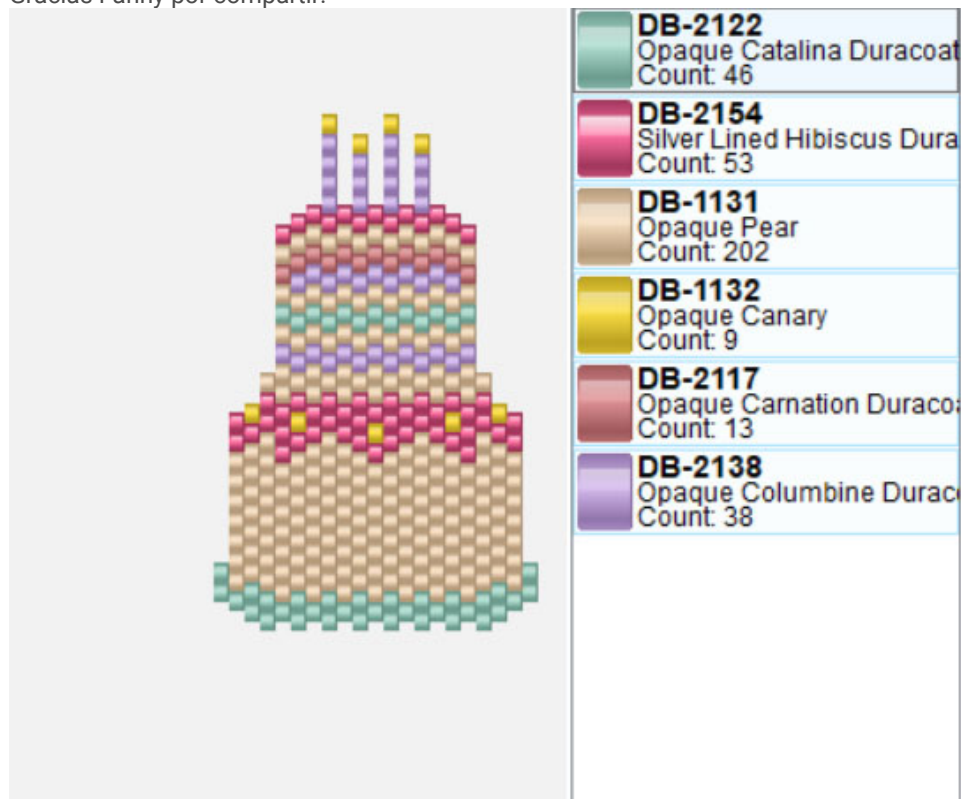 Gracias Fanny por compartir!
DB-2122
Opaque Catalina Duracoat
Count: 46
DB-2154
Silver Lined Hibiscus Dura
Count: 53
DB-1131
Opaque Pear
Count: 202
DB-1132
Opaque Canary
Count: 9
DB-2117
Opaque Carnation Duraco
Count: 13
DB-2138
Opaque Columbine Durac
Count: 38